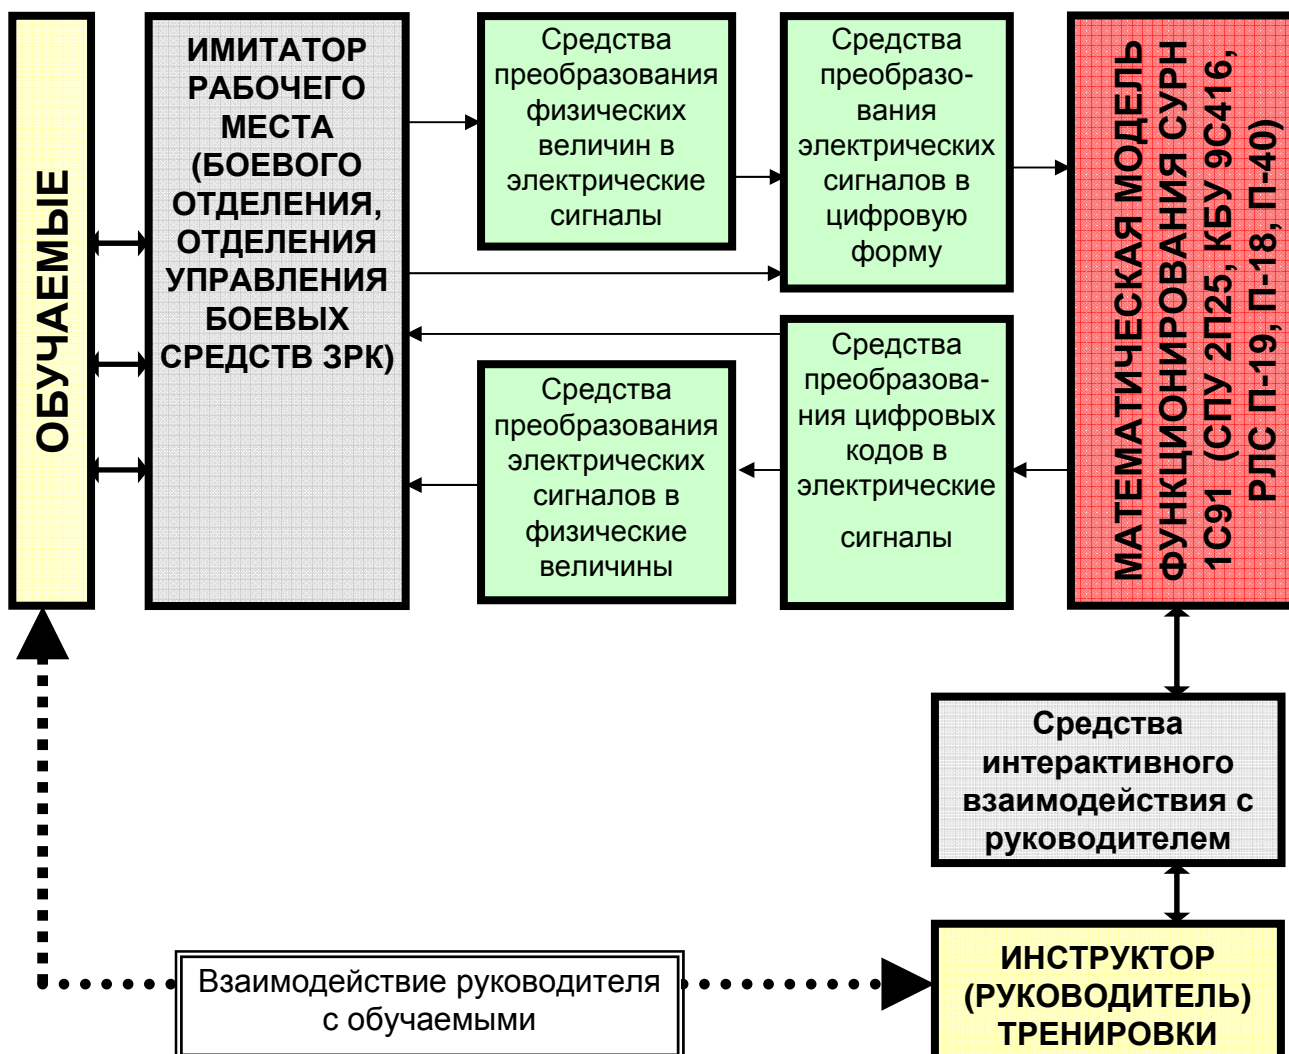 ОБУЧАЕМЫЕ
ИМИТАТОР
РАБОЧЕГО
МЕСТА
(БОЕВОГО
ОТДЕЛЕНИЯ,
ОТДЕЛЕНИЯ
УПРАВЛЕНИЯ
БОЕВЫХ
СРЕДСТВ ЗРК)
Средства
преобразования
физических
величин в
электрические
сигналы
Средства
преобразо-
вания
электрических
сигналов в
цифровую
форму
Средства
преобразования
электрических
сигналов в
физические
величины
Средства
преобразова-
ния цифровых
кодов в
электрические
сигналы
МАТЕМАТИЧЕСКАЯ МОДЕЛЬ
ФУНКЦИОНИРОВАНИЯ СУРН
1С91 (СПУ 2П25, КБУ 9С416,
РЛС П-19, П-18, П-40)
Средства
интерактивного
взаимодействия с
руководителем
Взаимодействие руководителя
с обучаемыми
ИНСТРУКТОР
(РУКОВОДИТЕЛЬ)
ТРЕНИРОВКИ